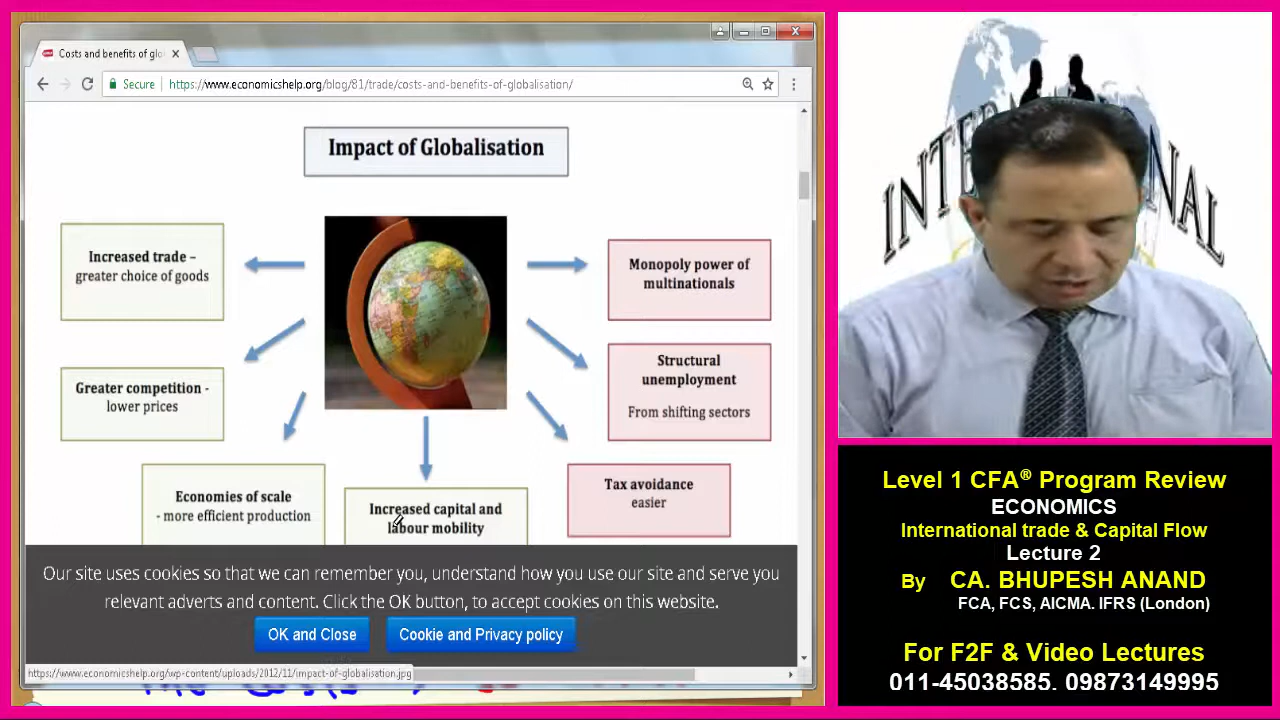 Costs and benefits of glo
Secure
https://www.economicshelp.org/blog/81/trade/costs-and-benefits-of-globalisation/
Impact of Globalisation
Increased trade –
greater choice of goods
Greater competition -
lower prices
Economies of scale
- more efficient production
Increased capital and
labour mobility
Monopoly power of
multinationals
Structural
unemployment
From shifting sectors
Tax avoidance
easier
Our site uses cookies so that we can remember you, understand how you use our site and serve you
relevant adverts and content. Click the OK button, to accept cookies on this website.
OK and Close
Cookie and Privacy policy
https://www.economicshelp.org/wp-content/uploads/2012/11/impact-of-globalisation.jpg
INTERNATIONAL
Level 1 CFA® Program Review
ECONOMICS
International trade & Capital Flow
Lecture 2
By CA. BHUPESH ANAND
FCA, FCS, AICMA. IFRS (London)
For F2F & Video Lectures
011-45038585, 09873149995